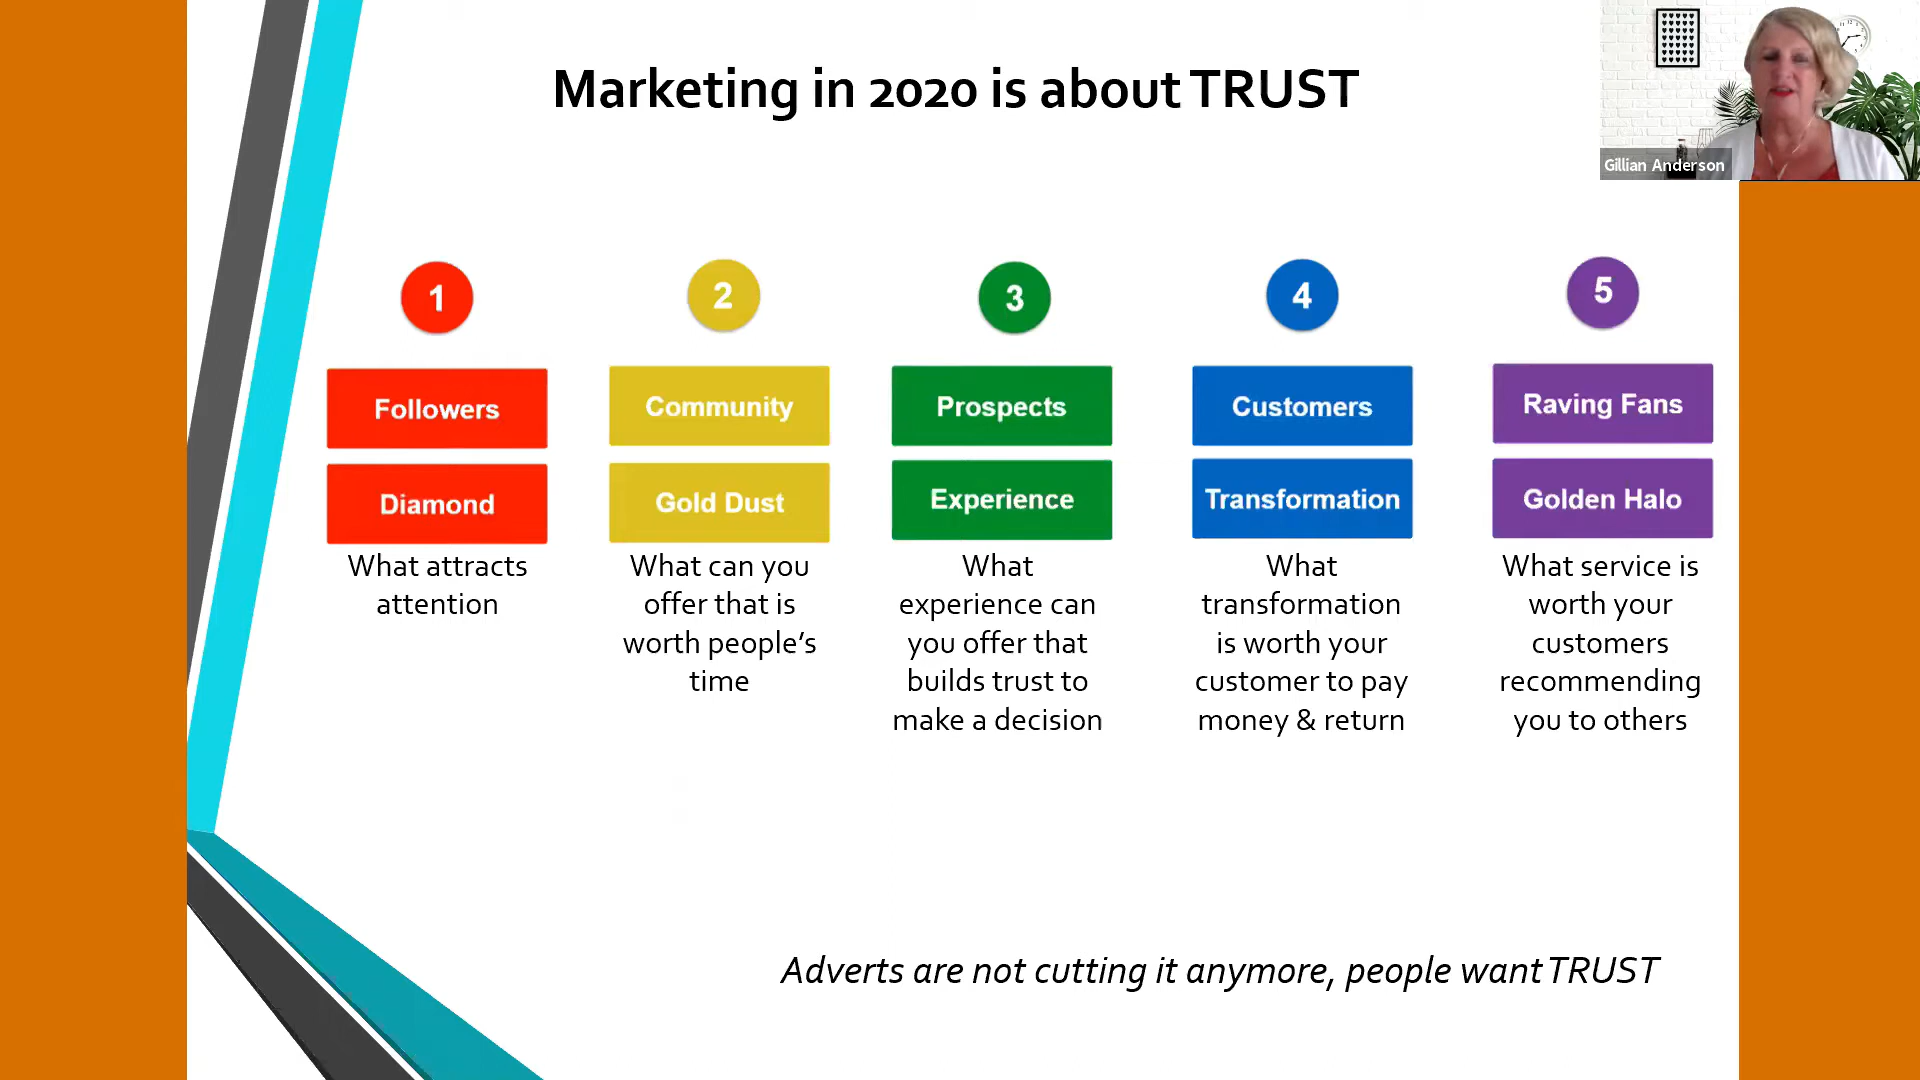 Marketing in 2020 is about TRUST
Gillian Anderson
1
2
3
4
5
Followers
Community
Prospects
Customers
Raving Fans
Diamond
Gold Dust
Experience
Transformation
Golden Halo
What attracts
attention
What can you
offer that is
worth people’s
time
What
experience can
you offer that
builds trust to
make a decision
What
transformation
is worth your
customer to pay
money & return
What service is
worth your
customers
recommending
you to others
Adverts are not cutting it anymore, people want TRUST